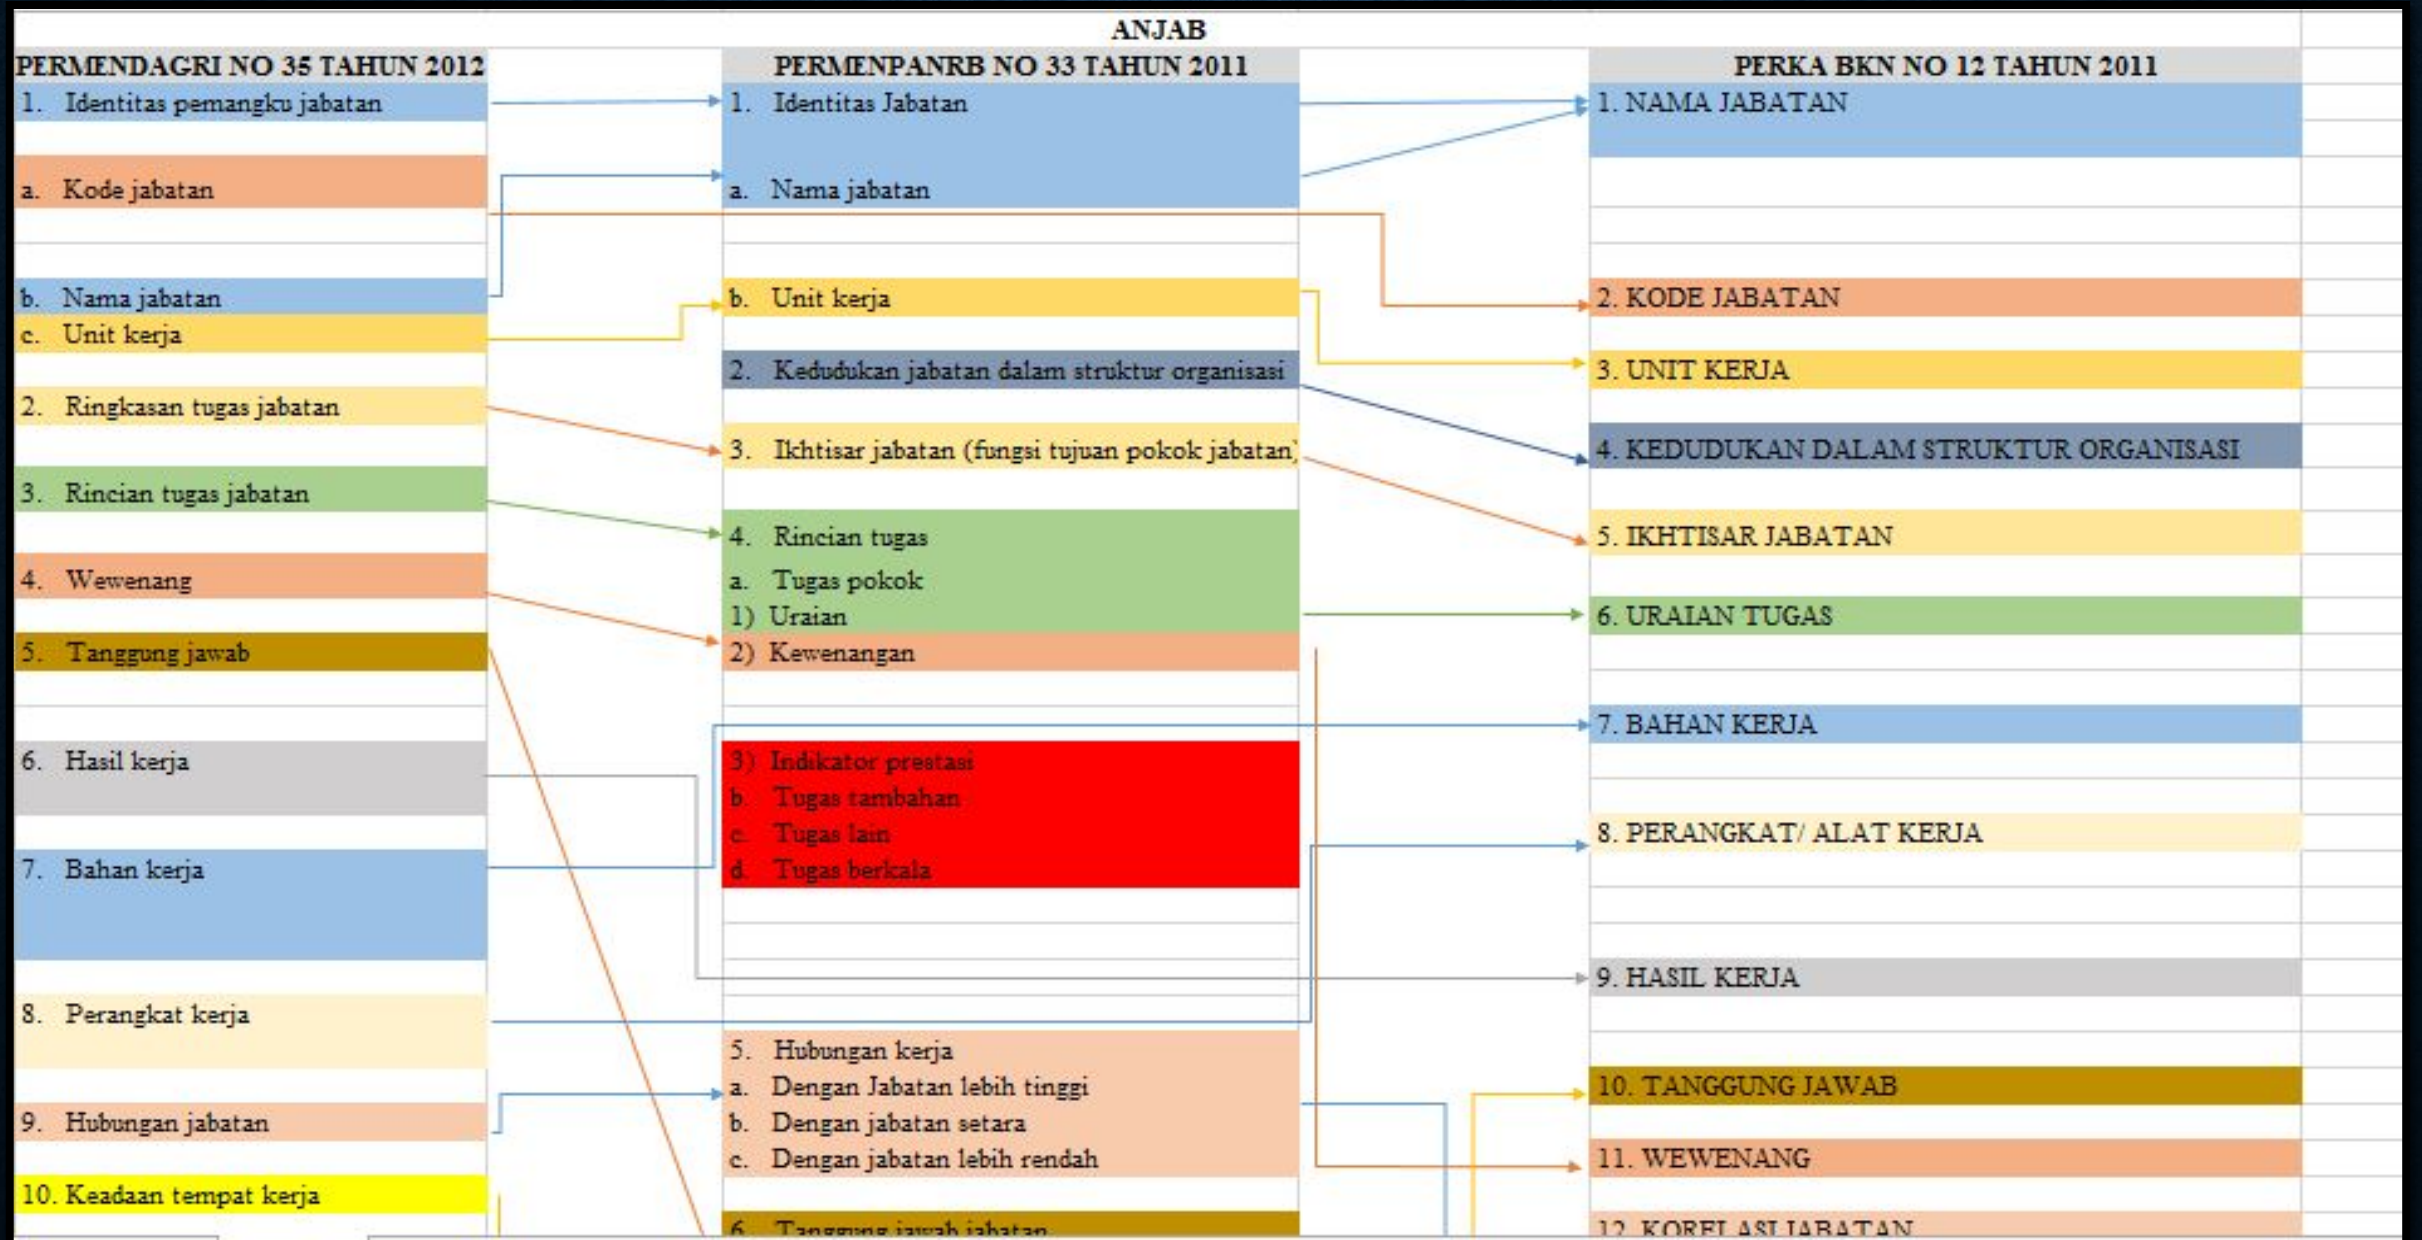 ANJAB
PERMENDAGRI NO 35 TAHUN 2012
1. Identitas pemangku jabatan
a. Kode jabatan
b. Nama jabatan
c. Unit kerja
2. Ringkasan tugas jabatan
3. Rincian tugas jabatan
4. Wewenang
5. Tanggung jawab
6. Hasil kerja
7. Bahan kerja
8. Perangkat kerja
9. Hubungan jabatan
10. Keadaan tempat kerja
PERMENPANRB NO 33 TAHUN 2011
1. Identitas Jabatan
a. Nama jabatan
b. Unit kerja
2. Kedudukan jabatan dalam struktur organisasi
3. Ikhtisar jabatan (fungsi tujuan pokok jabatan)
4. Rincian tugas
a. Tugas pokok
1) Uraian
2) Kewenangan
3) Indikator prestasi
b. Tugas tambahan
c. Tugas lain
d. Tugas berkala
5. Hubungan kerja
a. Dengan Jabatan lebih tinggi
b. Dengan jabatan setara
c. Dengan jabatan lebih rendah
6. Tanggung jawab jabatan
PERKA BKN NO 12 TAHUN 2011
1. NAMA JABATAN
2. KODE JABATAN
3. UNIT KERJA
4. KEDUDUKAN DALAM STRUKTUR ORGANISASI
5. IKHTISAR JABATAN
6. URAIAN TUGAS
7. BAHAN KERJA
8. PERANGKAT/ ALAT KERJA
9. HASIL KERJA
10. TANGGUNG JAWAB
11. WEWENANG
12. KORELASI JABATAN